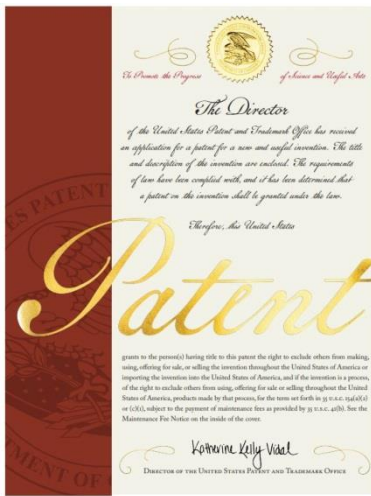 To Promote the Progress
of Science and Useful Arts
The Director
of the United States Patent and Trademark Office has received
an application for a patent for a new and useful invention. The title
and description of the invention are enclosed. The requirements
of law have been complied with, and it has been determined that
a patent on the invention shall be granted under the law.
Therefore, this United States
Patent
grants to the person(s) having title to this patent the right to exclude others from making,
using, offering for sale, or selling the invention throughout the United States of America or
importing the invention into the United States of America, and if the invention is a process,
of the right to exclude others from using, offering for sale or selling throughout the United
States of America, products made by that process, for the term set forth in 35 U.S.C. 154(a)(2)
or (c)(1), subject to the payment of maintenance fees as provided by 35 U.S.C. 41(b). See the
Maintenance Fee Notice on the inside of the cover.
Katherine Kelly Vidal
DIRECTOR OF THE UNITED STATES PATENT AND TRADEMARK OFFICE
ES PATENT
MENT OF